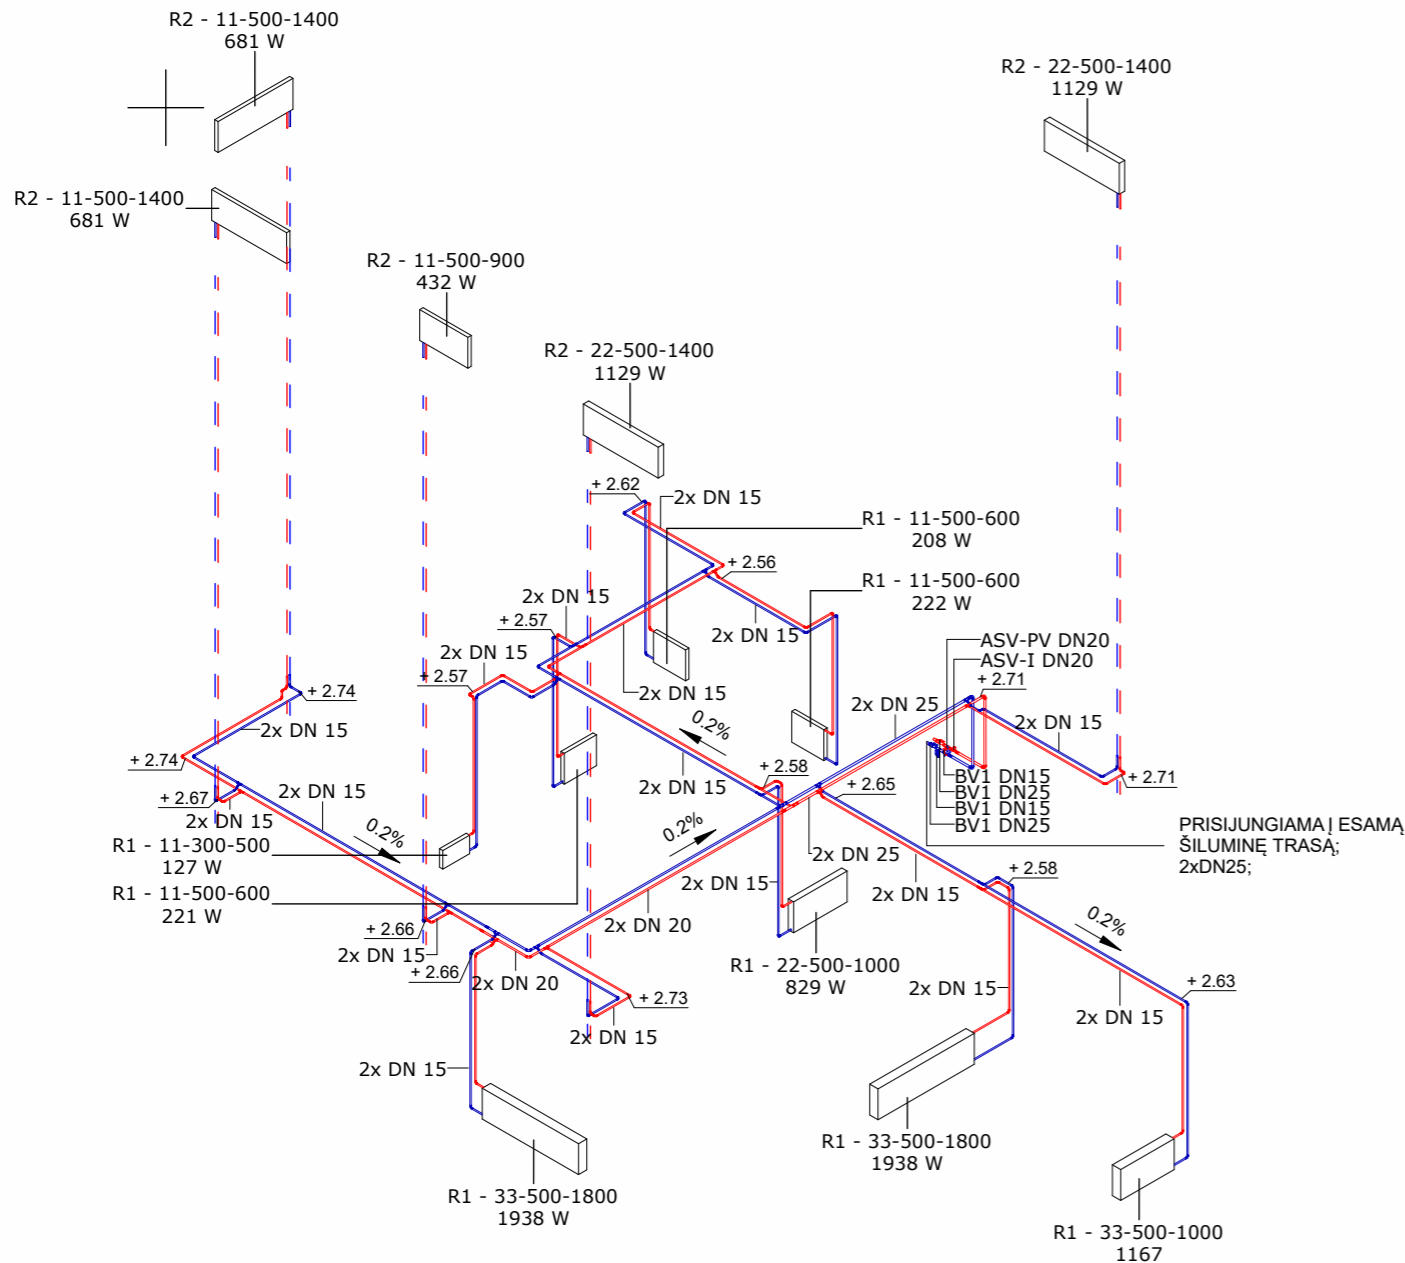 R2 - 11-500-1400
681 W
R2 - 22-500-1400
1129 W
R2 - 11-500-1400
681 W
R2 - 11-500-900
432 W
R2 - 22-500-1400
1129 W
+ 2.62
2x DN 15
R1 - 11-500-600
208 W
+ 2.56
R1 - 11-500-600
222 W
2x DN 15
+ 2.57
2x DN 15
ASV-PV DN20
ASV-I DN20
2x DN 15
+ 2.57
+ 2.71
+ 2.74
2x DN 15
2x DN 25
2x DN 15
2x DN 15
0.2%
+ 2.74
+ 2.58
BV1 DN15
BV1 DN25
BV1 DN15
BV1 DN25
+ 2.71
2x DN 15
+ 2.65
+ 2.67
2x DN 15
2x DN 15
0.2%
0.2%
PRISIJUNGIAMA Į ESAMĄ
ŠILUMINĘ TRASĄ;
2xDN25;
R1 - 11-300-500
127 W
2x DN 25
+ 2.58
R1 - 11-500-600
221 W
2x DN 15
2x DN 15
2x DN 20
0.2%
+ 2.66
2x DN 15
+ 2.66
R1 - 22-500-1000
829 W
2x DN 20
2x DN 15
+ 2.63
+ 2.73
2x DN 15
2x DN 15
2x DN 15
R1 - 33-500-1800
1938 W
R1 - 33-500-1800
1938 W
R1 - 33-500-1000
1167